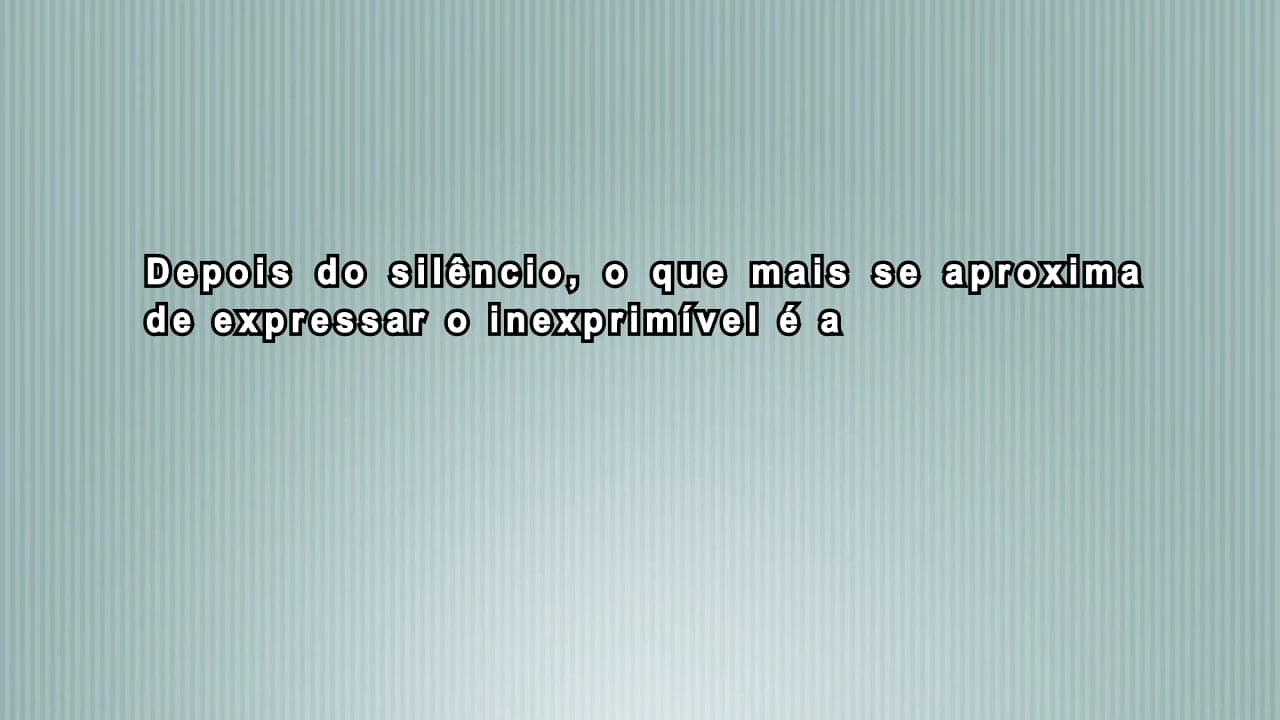 Depois do silêncio, o que mais se aproxima
de expressar o inexprimível é a